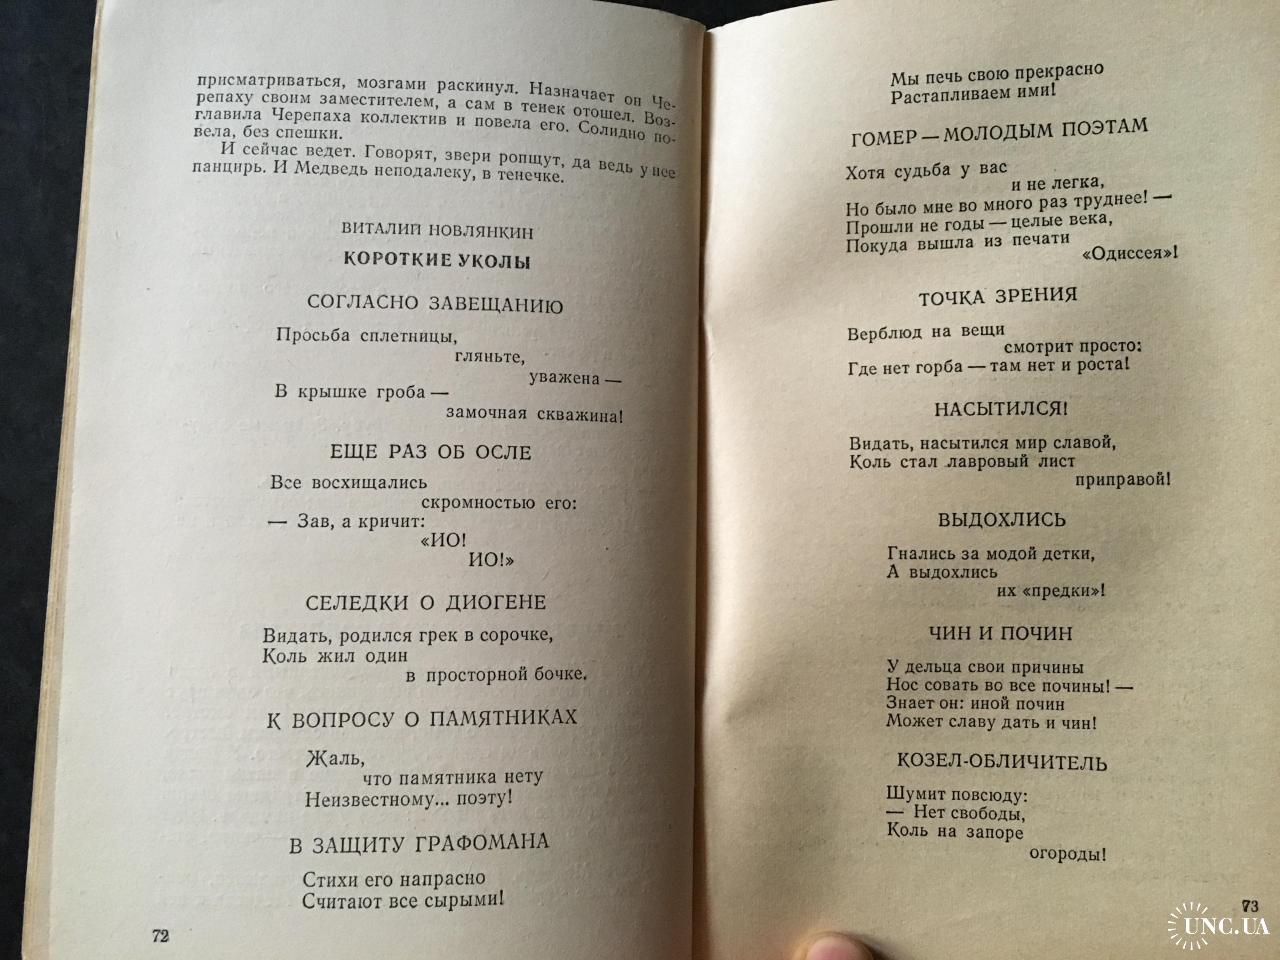 присматриваться, мозгами раскинул. Назначает он Че-
репаху своим заместителем, а сам в тенек отошел. Воз-
главила Черепаха коллектив и повела его. Солидно по-
вела, без спешки.
И сейчас ведет. Говорят, звери ропщут, да ведь у нее
панцирь. И Медведь неподалеку, в тенечке.
ВИТАЛИЙ НОВЛЯНКИН
КОРОТКИЕ УКОЛЫ
СОГЛАСНО ЗАВЕЩАНИЮ
Просьба сплетницы,
гляньте,
уважена —
В крышке гроба —
замочная скважина!
ЕЩЕ РАЗ ОБ ОСЛЕ
Все восхищались
скромностью его:
— Зав, а кричит:
«ИО!
ИО!»
СЕЛЕДКИ О ДИОГЕНЕ
Видать, родился грек в сорочке,
Коль жил один
в просторной бочке.
К ВОПРОСУ О ПАМЯТНИКАХ
Жаль,
что памятника нету
Неизвестному... поэту!
В ЗАЩИТУ ГРАФОМАНА
Стихи его напрасно
Считают все сырыми!
72
Мы печь свою прекрасно
Растапливаем ими!
ГОМЕР — МОЛОДЫМ ПОЭТАМ
Хотя судьба у вас
и не легка,
Но было мне во много раз труднее! —
Прошли не годы — целые века,
Покуда вышла из печати
«Одиссея»!
ТОЧКА ЗРЕНИЯ
Верблюд на вещи
смотрит просто:
Где нет горба — там нет и роста!
НАСЫТИЛСЯ!
Видать, насытился мир славой,
Коль стал лавровый лист
приправой!
ВЫДОХЛИСЬ
Гнались за модой детки,
А выдохлись
их «предки»!
ЧИН И ПОЧИН
У дельца свои причины
Нос совать во все почины! —
Знает он: иной почин
Может славу дать и чин!
КОЗЕЛ-ОБЛИЧИТЕЛЬ
Шумит повсюду:
— Нет свободы,
Коль на запоре
огороды!
73
UNC.UA